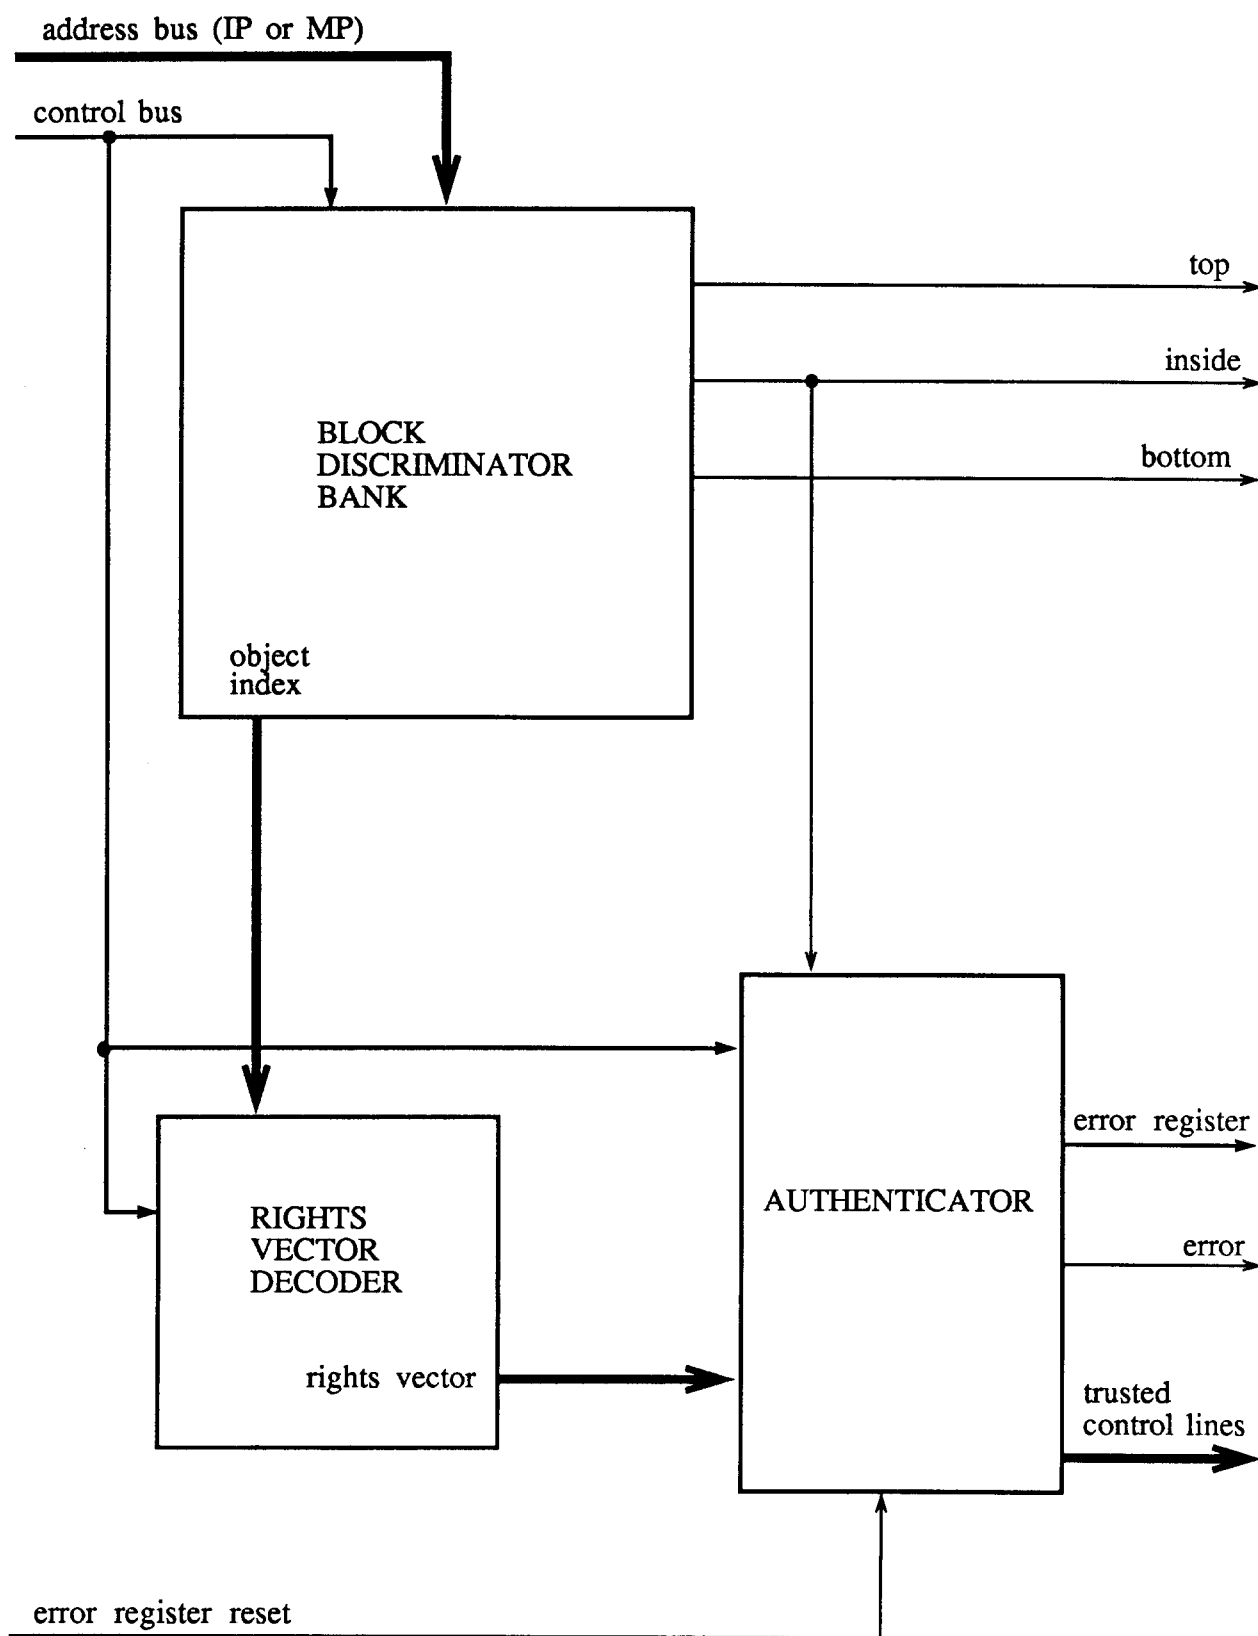 address bus (IP or MP)
control bus
top
inside
bottom
BLOCK
DISCRIMINATOR
BANK
object
index
error register
AUTHENTICATOR
RIGHTS
VECTOR
DECODER
error
rights vector
trusted
control lines
error register reset